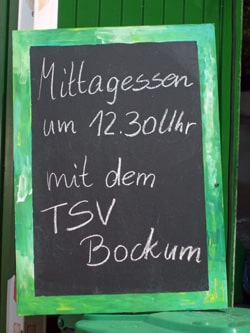 Mittagessen
um 12.30 Uhr
mit dem
TSV
Bockum